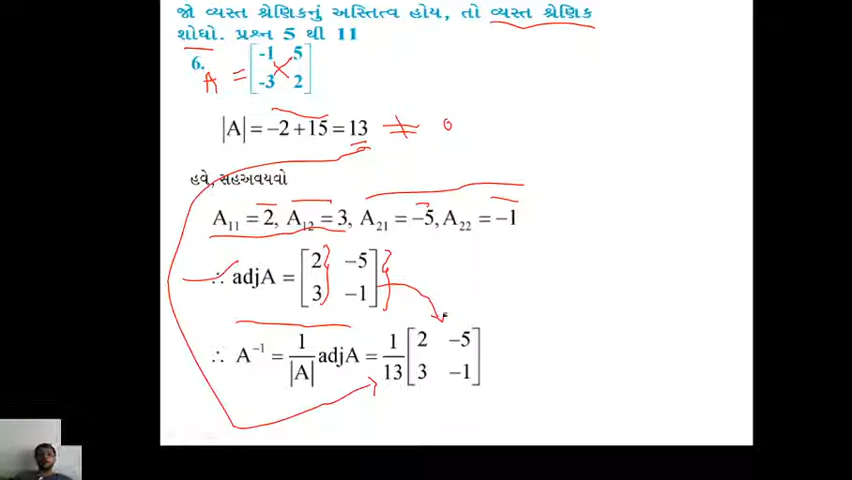 જો વ્યસ્ત શ્રેણિકનું અસ્તિત્વ હોય, તો વ્યસ્ત શ્રેણિક
શોધો. પ્રશ્ન 5 થી 11
6. A = [-1 5
-3 2]
|A| = −2 + 15 = 13 ≠ 0
હવે, સહઅવયવો
A₁₁ = 2, A₁₂ = 3, A₂₁ = −5, A₂₂ = −1
∴ adjA = [2 −5
3 −1]
∴ A⁻¹ = 1/|A| adjA = 1/13 [2 −5
3 −1]